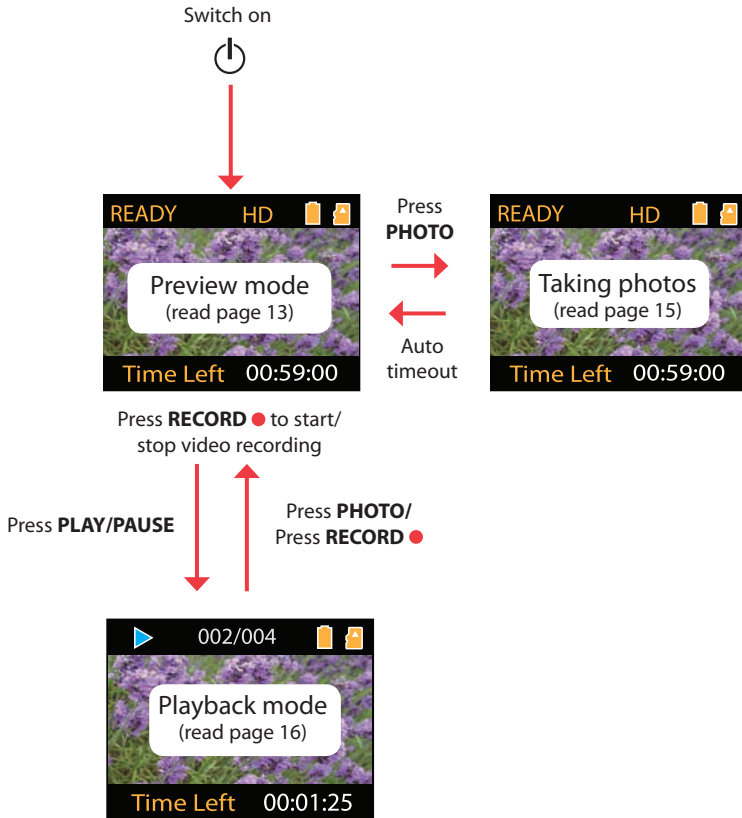 Switch on
READY HD
Preview mode
(read page 13)
Time Left 00:59:00
Press
PHOTO
Auto
timeout
READY HD
Taking photos
(read page 15)
Time Left 00:59:00
Press RECORD ● to start/
stop video recording
Press PLAY/PAUSE
Press PHOTO/
Press RECORD ●
002/004
Playback mode
(read page 16)
Time Left 00:01:25